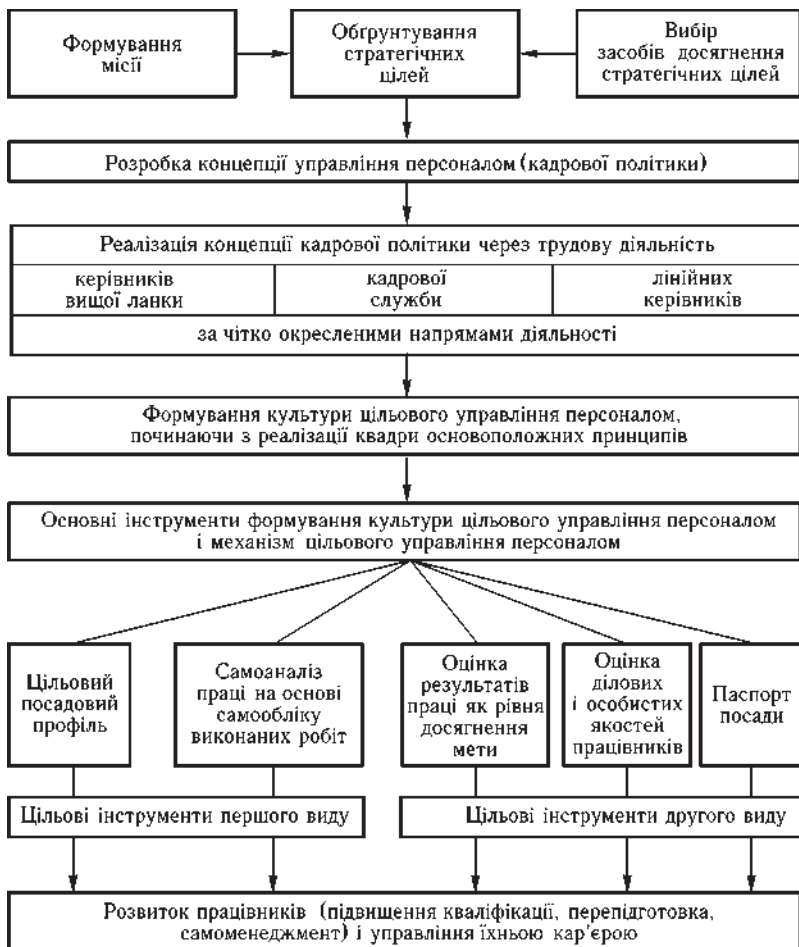 Формування
місії
Обґрунтування
стратегічних
цілей
Вибір
засобів досягнення
стратегічних цілей
Розробка концепції управління персоналом (кадрової політики)
Реалізація концепції кадрової політики через трудову діяльність
керівників
вищої ланки
кадрової
служби
лінійних
керівників
за чітко окресленими напрямами діяльності
Формування культури цільового управління персоналом,
починаючи з реалізації квадри основоположних принципів
Основні інструменти формування культури цільового управління персоналом
і механізм цільового управління персоналом
Цільовий
посадовий
профіль
Самоаналіз
праці на основі
самообліку
виконаних робіт
Оцінка
результатів
праці як рівня
досягнення
мети
Оцінка
ділових
і особистих
якостей
працівників
Паспорт
посади
Цільові інструменти першого виду
Цільові інструменти другого виду
Розвиток працівників (підвищення кваліфікації, перепідготовка,
самоменеджмент) і управління їхньою кар’єрою